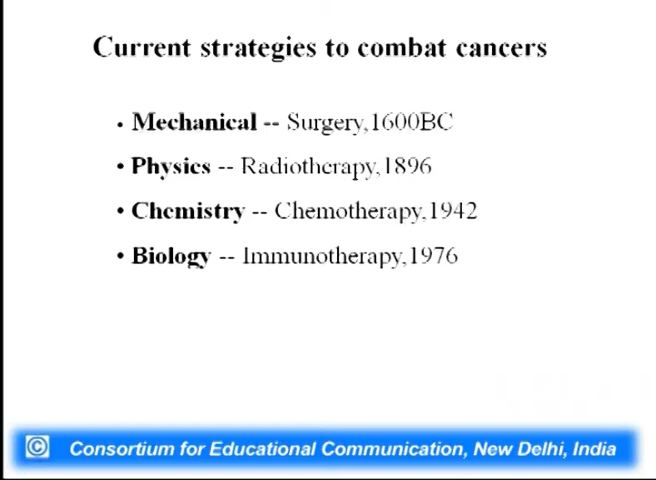 Current strategies to combat cancers
• Mechanical -- Surgery,1600BC
• Physics -- Radiotherapy,1896
• Chemistry -- Chemotherapy,1942
• Biology -- Immunotherapy,1976
© Consortium for Educational Communication, New Delhi, India